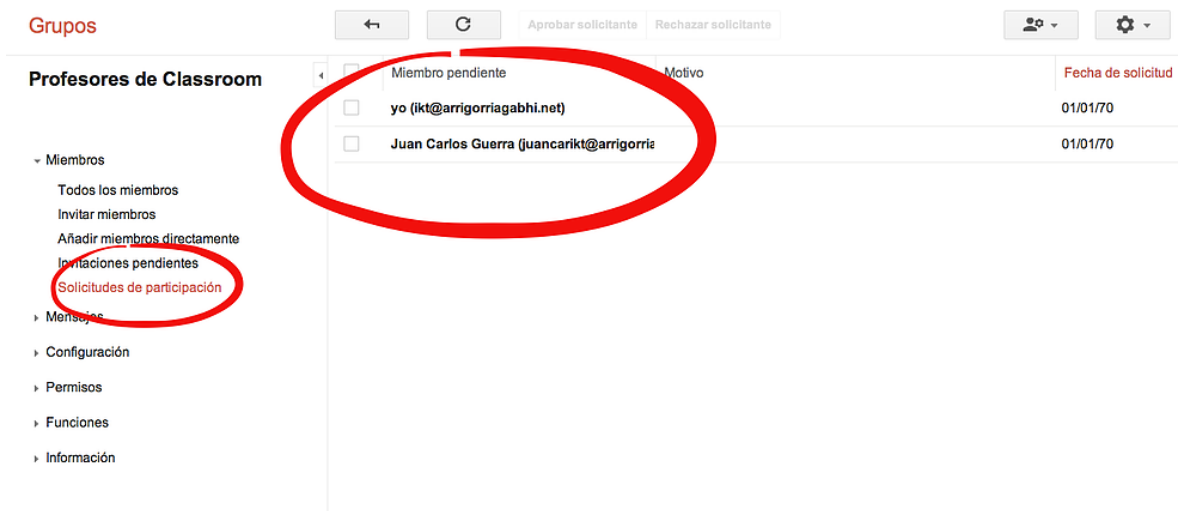 Grupos
Aprobar solicitante Rechazar solicitante
Profesores de Classroom
Miembro pendiente Motivo Fecha de solicitud
yo (ikt@arrigorriagabhi.net) 01/01/70
Juan Carlos Guerra (juancarikt@arrigorria 01/01/70
Miembros
Todos los miembros
Invitar miembros
Añadir miembros directamente
Invitaciones pendientes
Solicitudes de participación
Mensajes
Configuración
Permisos
Funciones
Información